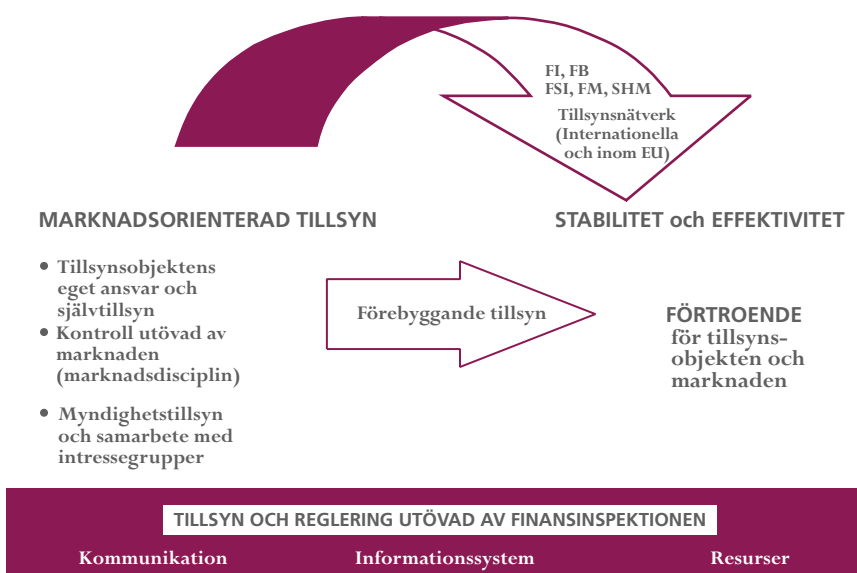 FI, FB
FSI, FM, SHM
Tillsynsnätverk
(Internationella
och inom EU)
MARKNADSORIENTERAD TILLSYN
STABILITET och EFFEKTIVITET
• Tillsynsobjektens
eget ansvar och
självtillsyn
• Kontroll utövad av
marknaden
(marknadsdisciplin)
• Myndighetstillsyn
och samarbete med
intressegrupper
Förebyggande tillsyn
FÖRTROENDE
för tillsyns-
objekten och
marknaden
TILLSYN OCH REGLERING UTÖVAD AV FINANSINSPEKTIONEN
Kommunikation Informationssystem Resurser